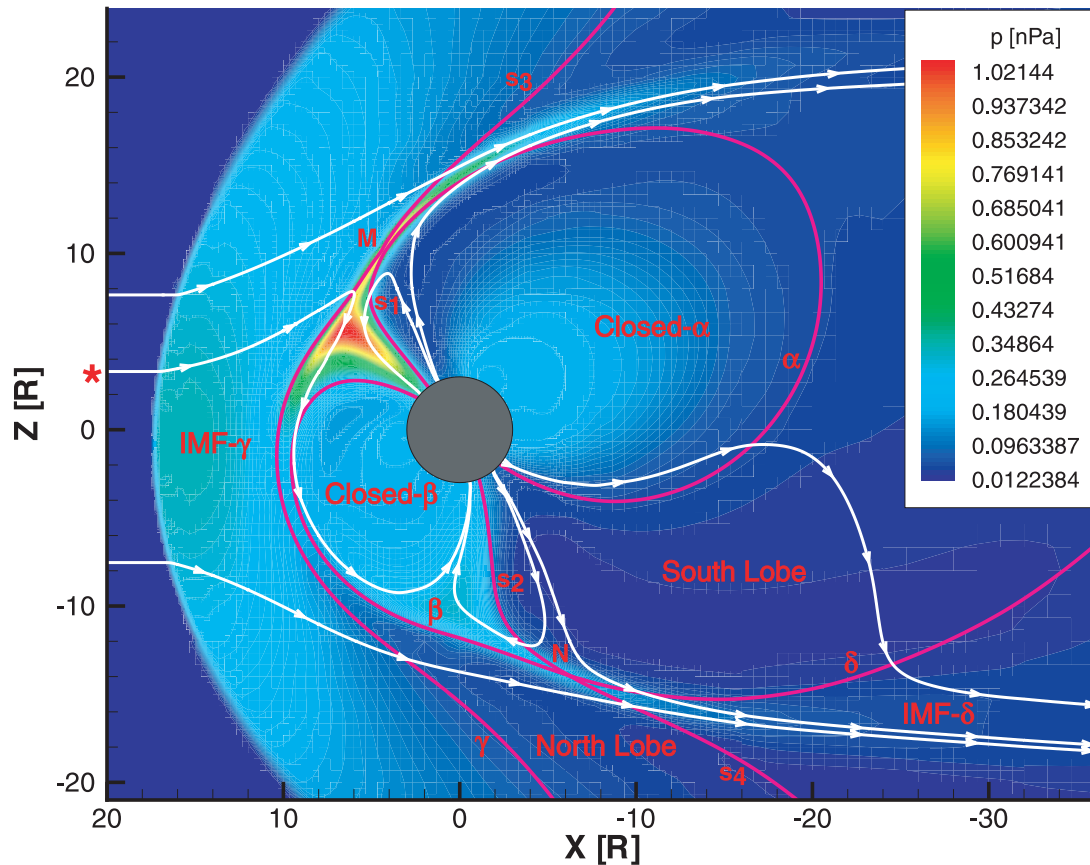 p [nPa]
1.02144
0.937342
0.853242
0.769141
0.685041
0.600941
0.51684
0.43274
0.34864
0.264539
0.180439
0.0963387
0.0122384
s3
M
s1
Closed-α
α
*
IMF-γ
Closed-β
β
s2
South Lobe
N
δ
IMF-δ
γ
North Lobe
s4
Z [R]
20
10
0
-10
-20
20
10
0
-10
-20
-30
X [R]